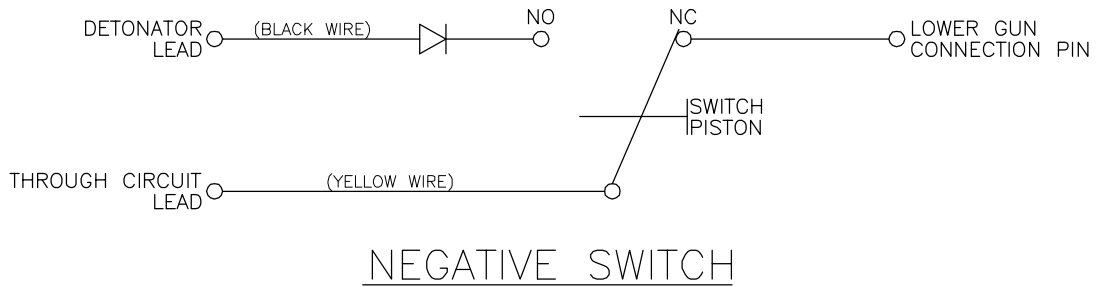 DETONATOR
LEAD
(BLACK WIRE)
NO
NC
LOWER GUN
CONNECTION PIN
SWITCH
PISTON
THROUGH CIRCUIT
LEAD
(YELLOW WIRE)
NEGATIVE SWITCH